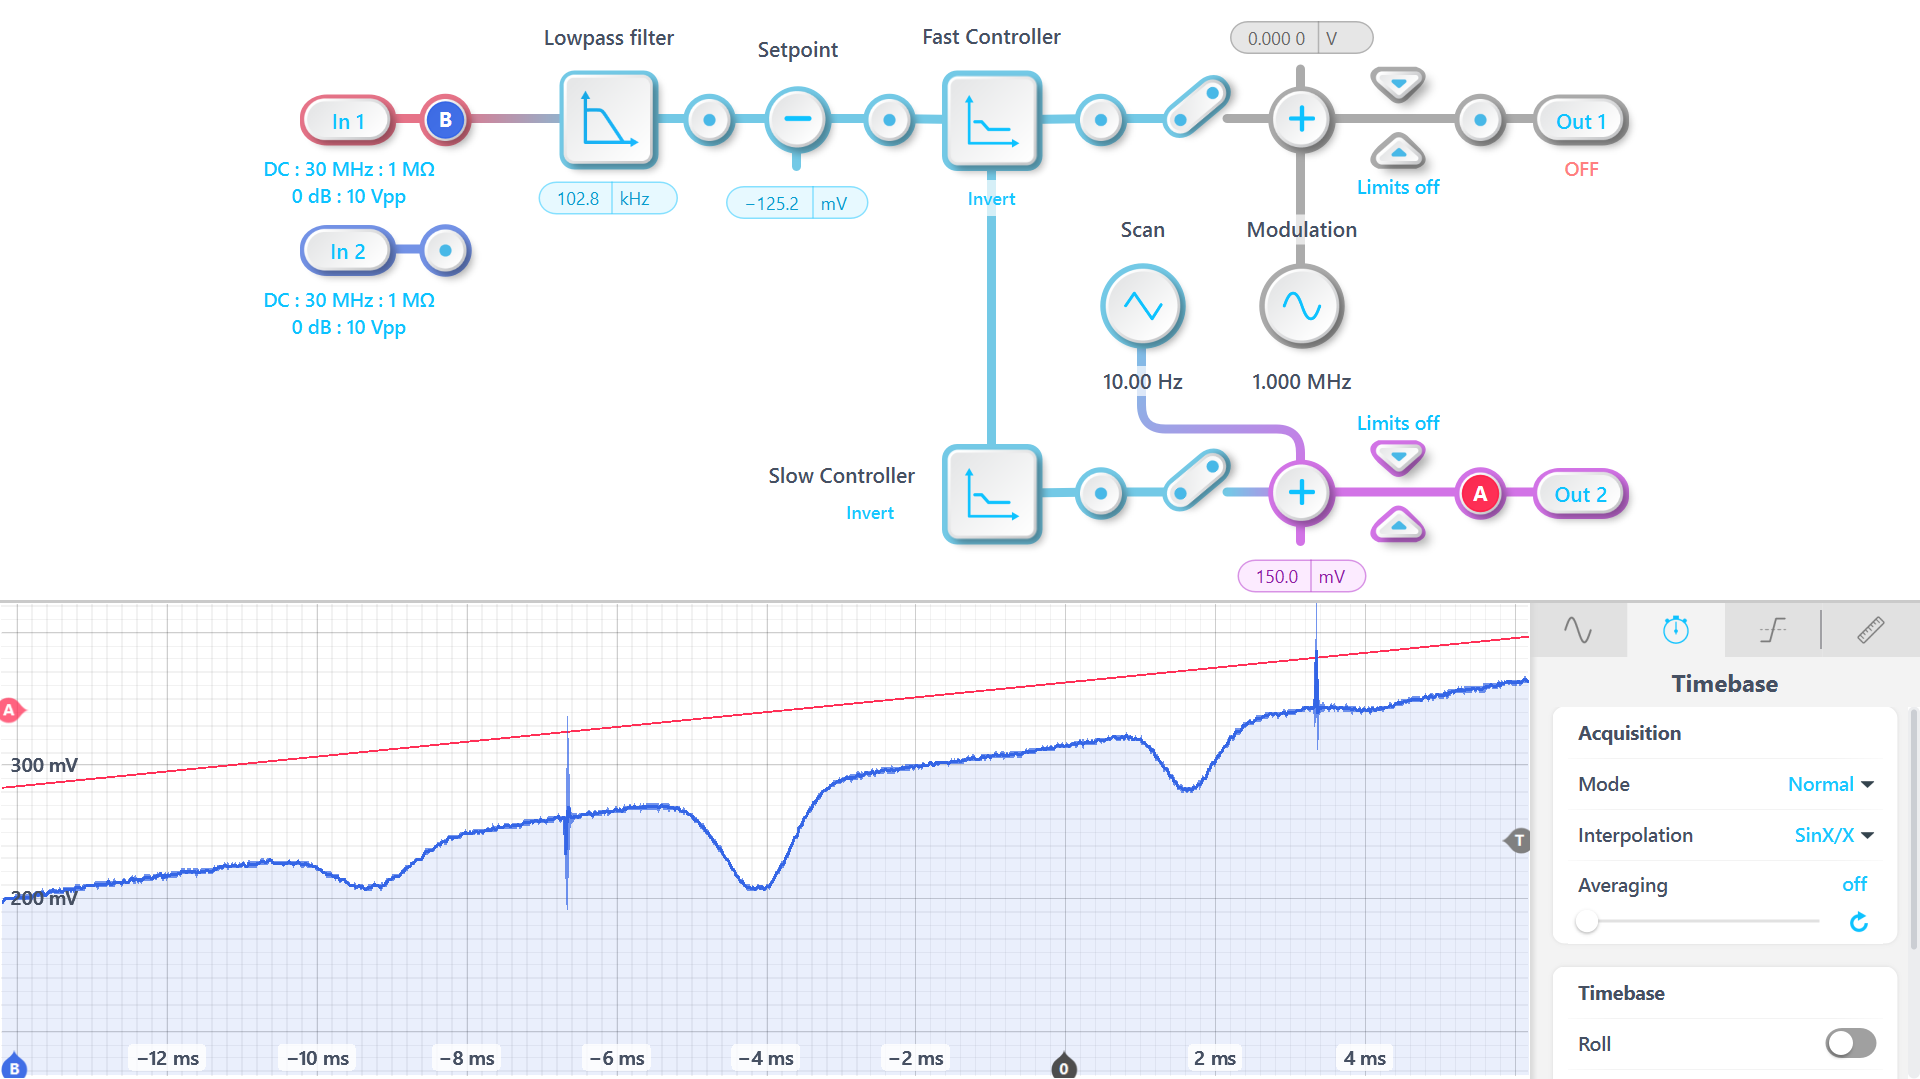 Lowpass filter
Setpoint
Fast Controller
0.000 0 V
In 1
B
Out 1
DC : 30 MHz : 1 MΩ
0 dB : 10 Vpp
102.8 kHz
−125.2 mV
Invert
Limits off
OFF
In 2
DC : 30 MHz : 1 MΩ
0 dB : 10 Vpp
Scan
Modulation
10.00 Hz
1.000 MHz
Limits off
Slow Controller
Invert
A
Out 2
150.0 mV
A
300 mV
200 mV
T
B
−12 ms
−10 ms
−8 ms
−6 ms
−4 ms
−2 ms
0
2 ms
4 ms
Timebase
Acquisition
Mode Normal
Interpolation SinX/X
Averaging off
Timebase
Roll